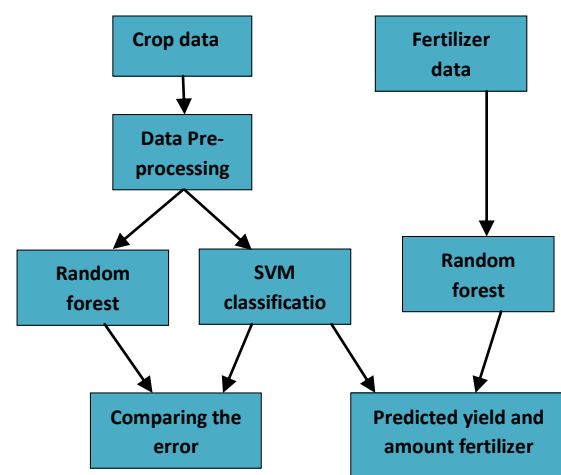 Crop data
Fertilizer
data
Data Pre-
processing
Random
forest
SVM
classificatio
Random
forest
Comparing the
error
Predicted yield and
amount fertilizer